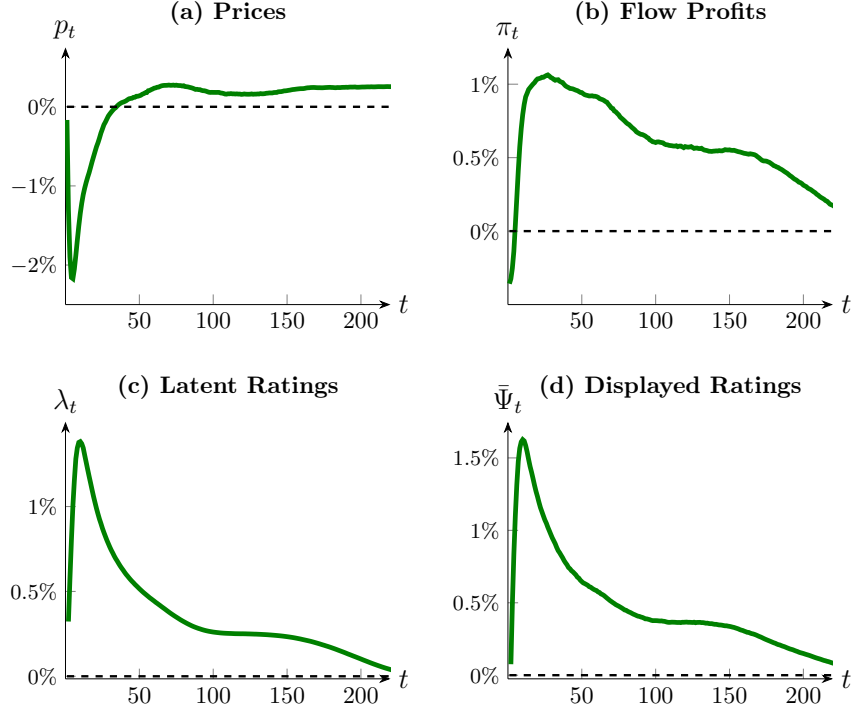 (a) Prices
p_t
0%
−1%
−2%
50 100 150 200 t
(b) Flow Profits
π_t
1%
0.5%
0%
50 100 150 200 t
(c) Latent Ratings
λ_t
1%
0.5%
0%
50 100 150 200 t
(d) Displayed Ratings
Ψ̄_t
1.5%
1%
0.5%
0%
50 100 150 200 t